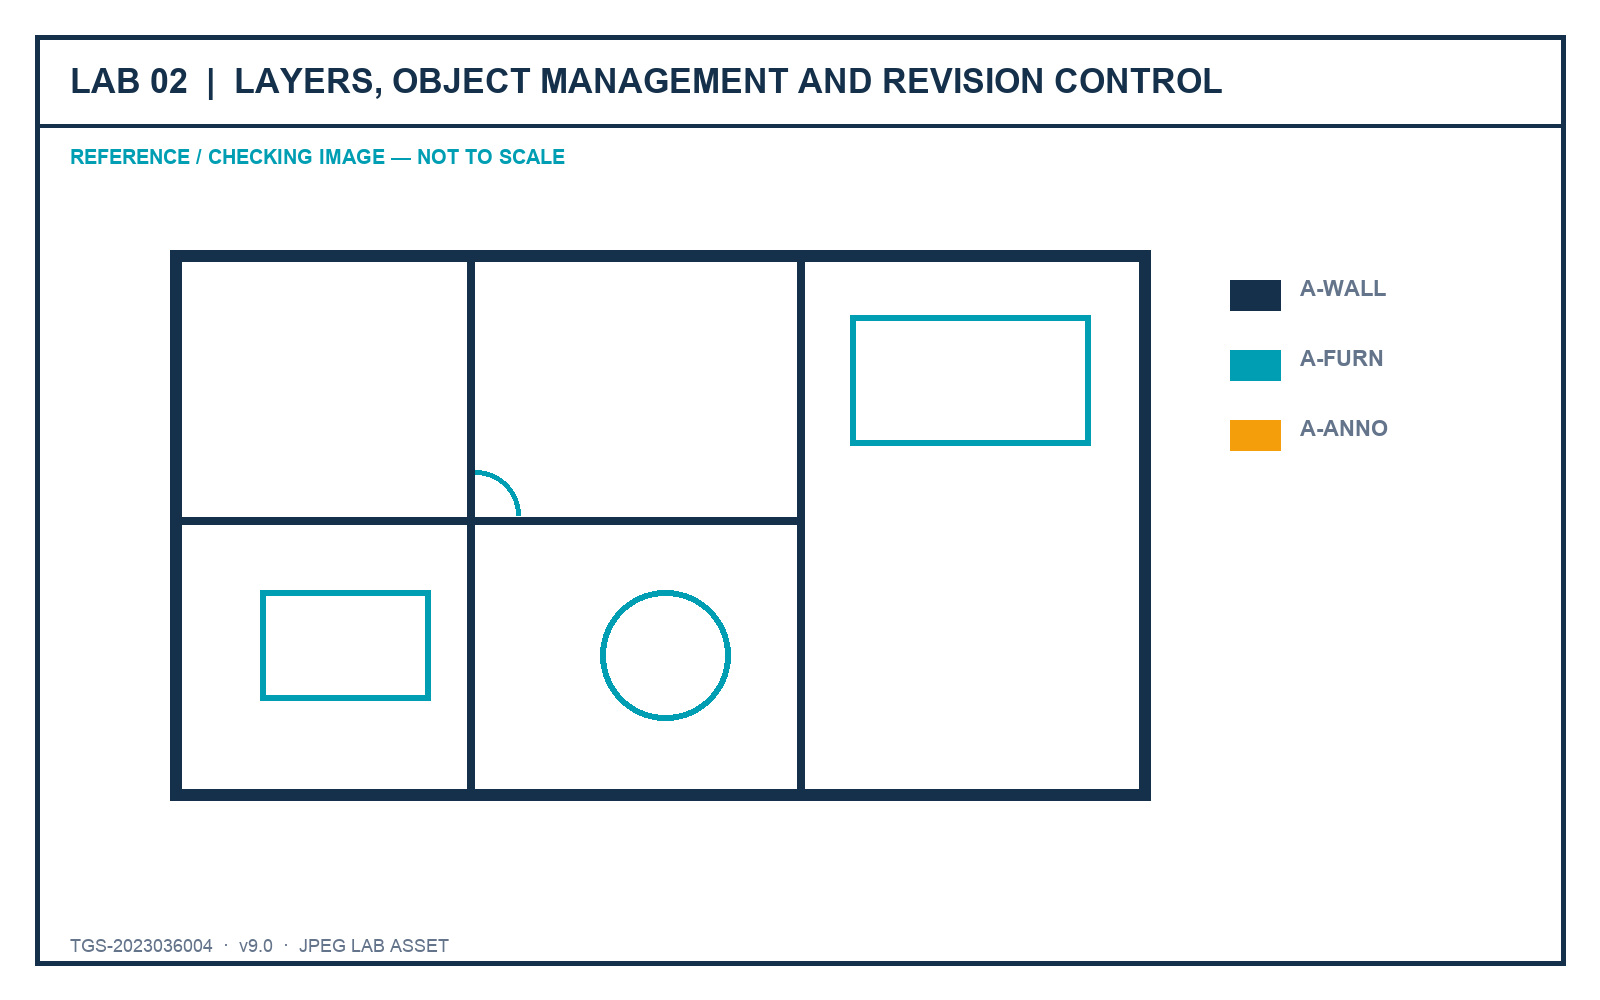 LAB 02 | LAYERS, OBJECT MANAGEMENT AND REVISION CONTROL
REFERENCE / CHECKING IMAGE — NOT TO SCALE
A-WALL
A-FURN
A-ANNO
TGS-2023036004 · v9.0 · JPEG LAB ASSET